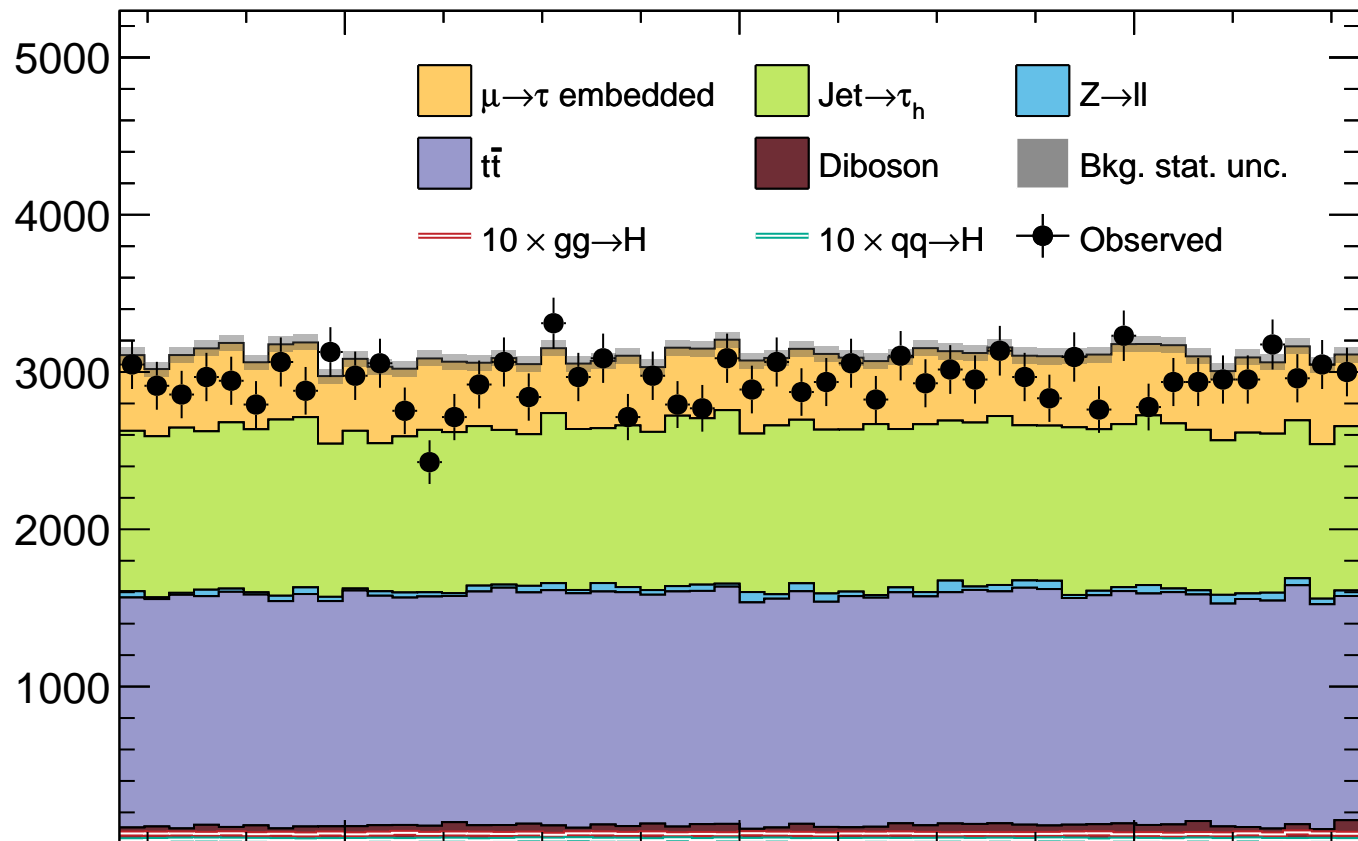 5000
μ→τ embedded Jet→τh Z→ll
4000
tt̄ Diboson Bkg. stat. unc.
10 × gg→H 10 × qq→H Observed
3000
2000
1000